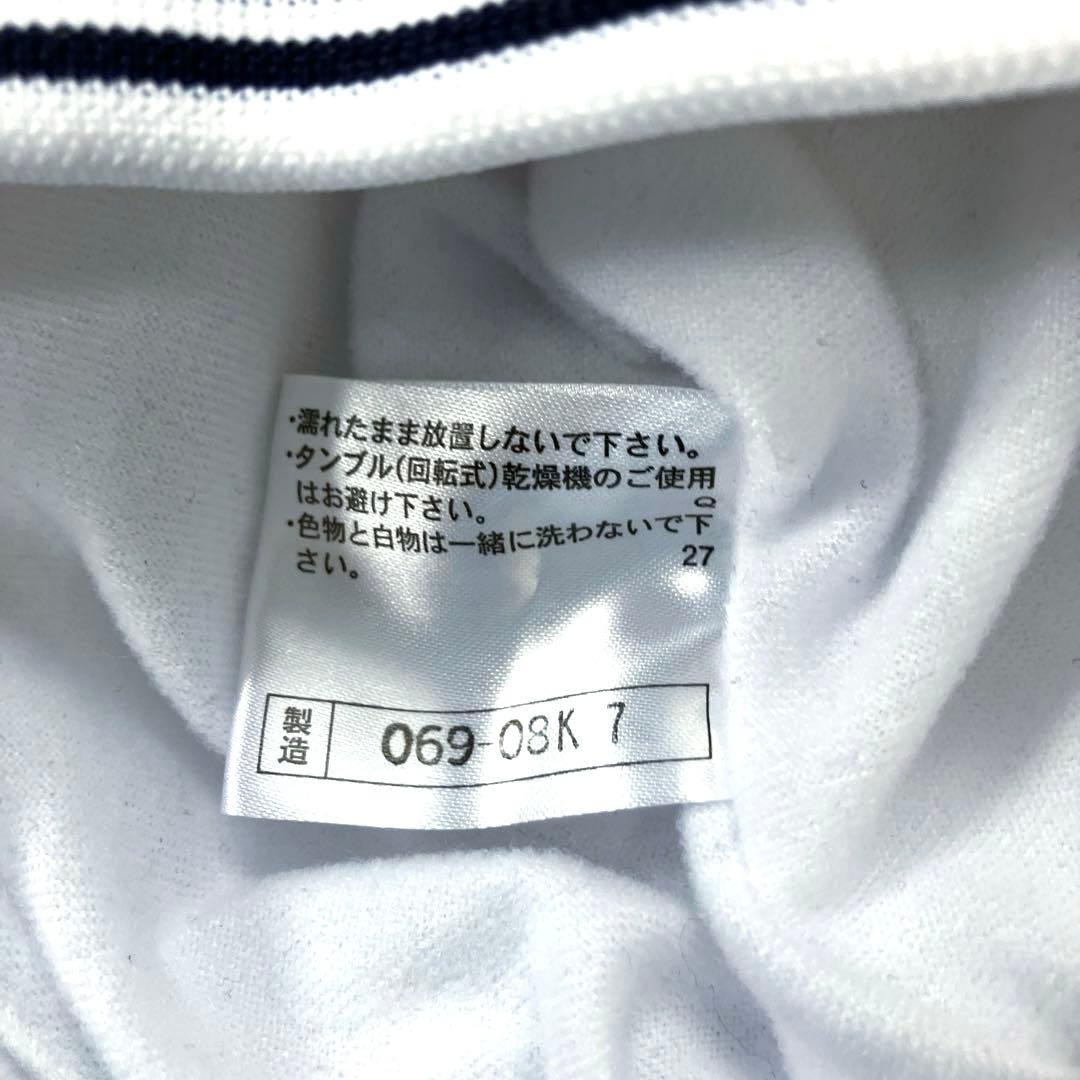 ・濡れたまま放置しないで下さい。
・タンブル(回転式)乾燥機のご使用
はお避け下さい。
Q
・色物と白物は一緒に洗わないで下
さい。
27
製造
069-08K 7